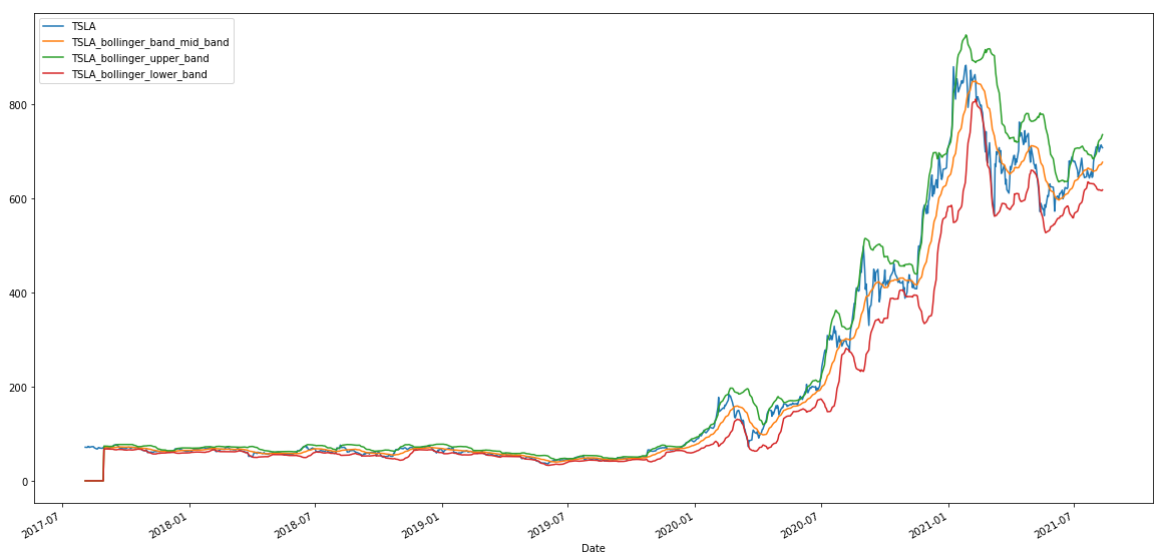 TSLA
TSLA_bollinger_band_mid_band
TSLA_bollinger_upper_band
TSLA_bollinger_lower_band
800
600
400
200
0
2017-07
2018-01
2018-07
2019-01
2019-07
2020-01
2020-07
2021-01
2021-07
Date